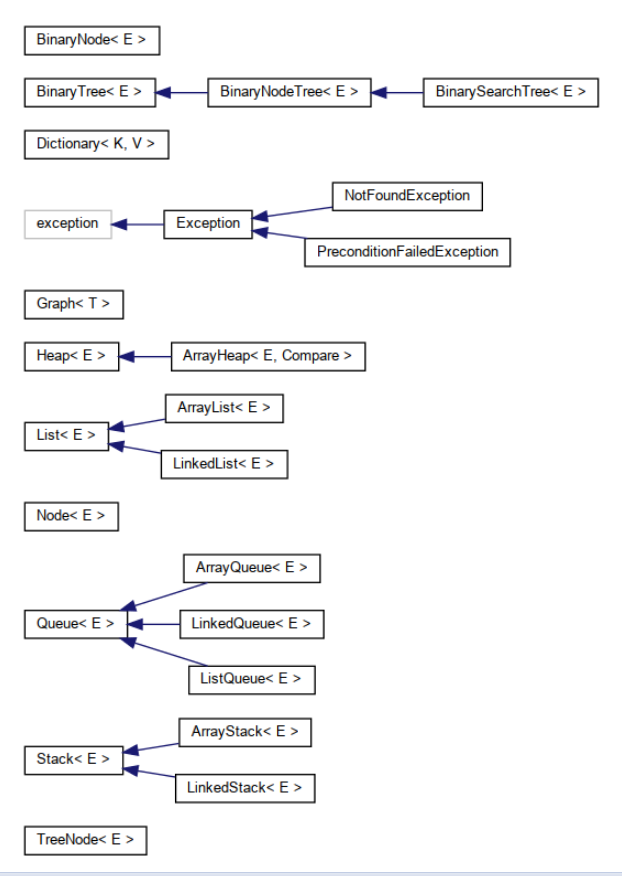 BinaryNode< E >
BinaryTree< E > BinaryNodeTree< E > BinarySearchTree< E >
Dictionary< K, V >
NotFoundException
exception Exception
PreconditionFailedException
Graph< T >
Heap< E > ArrayHeap< E, Compare >
ArrayList< E >
List< E >
LinkedList< E >
Node< E >
ArrayQueue< E >
Queue< E > LinkedQueue< E >
ListQueue< E >
ArrayStack< E >
Stack< E >
LinkedStack< E >
TreeNode< E >